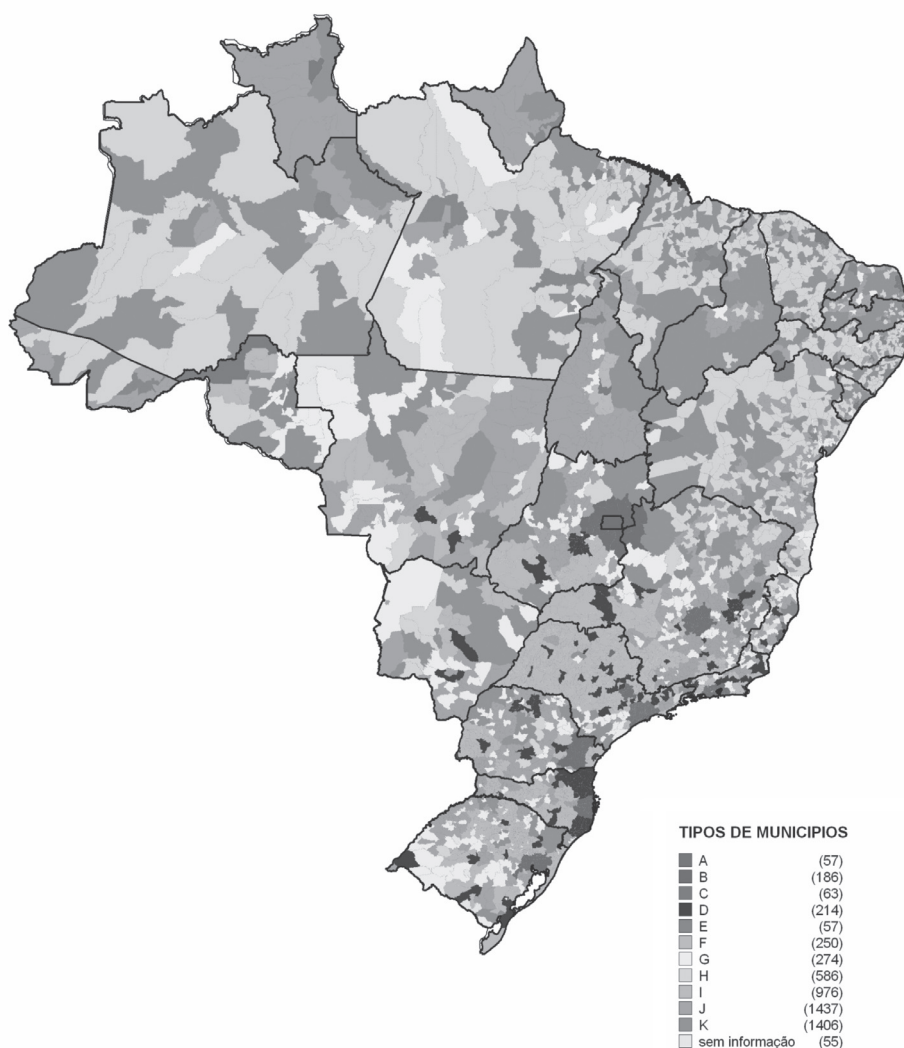 TIPOS DE MUNICIPIOS
A (57)
B (186)
C (63)
D (214)
E (57)
F (250)
G (274)
H (586)
I (976)
J (1437)
K (1406)
sem informação (55)